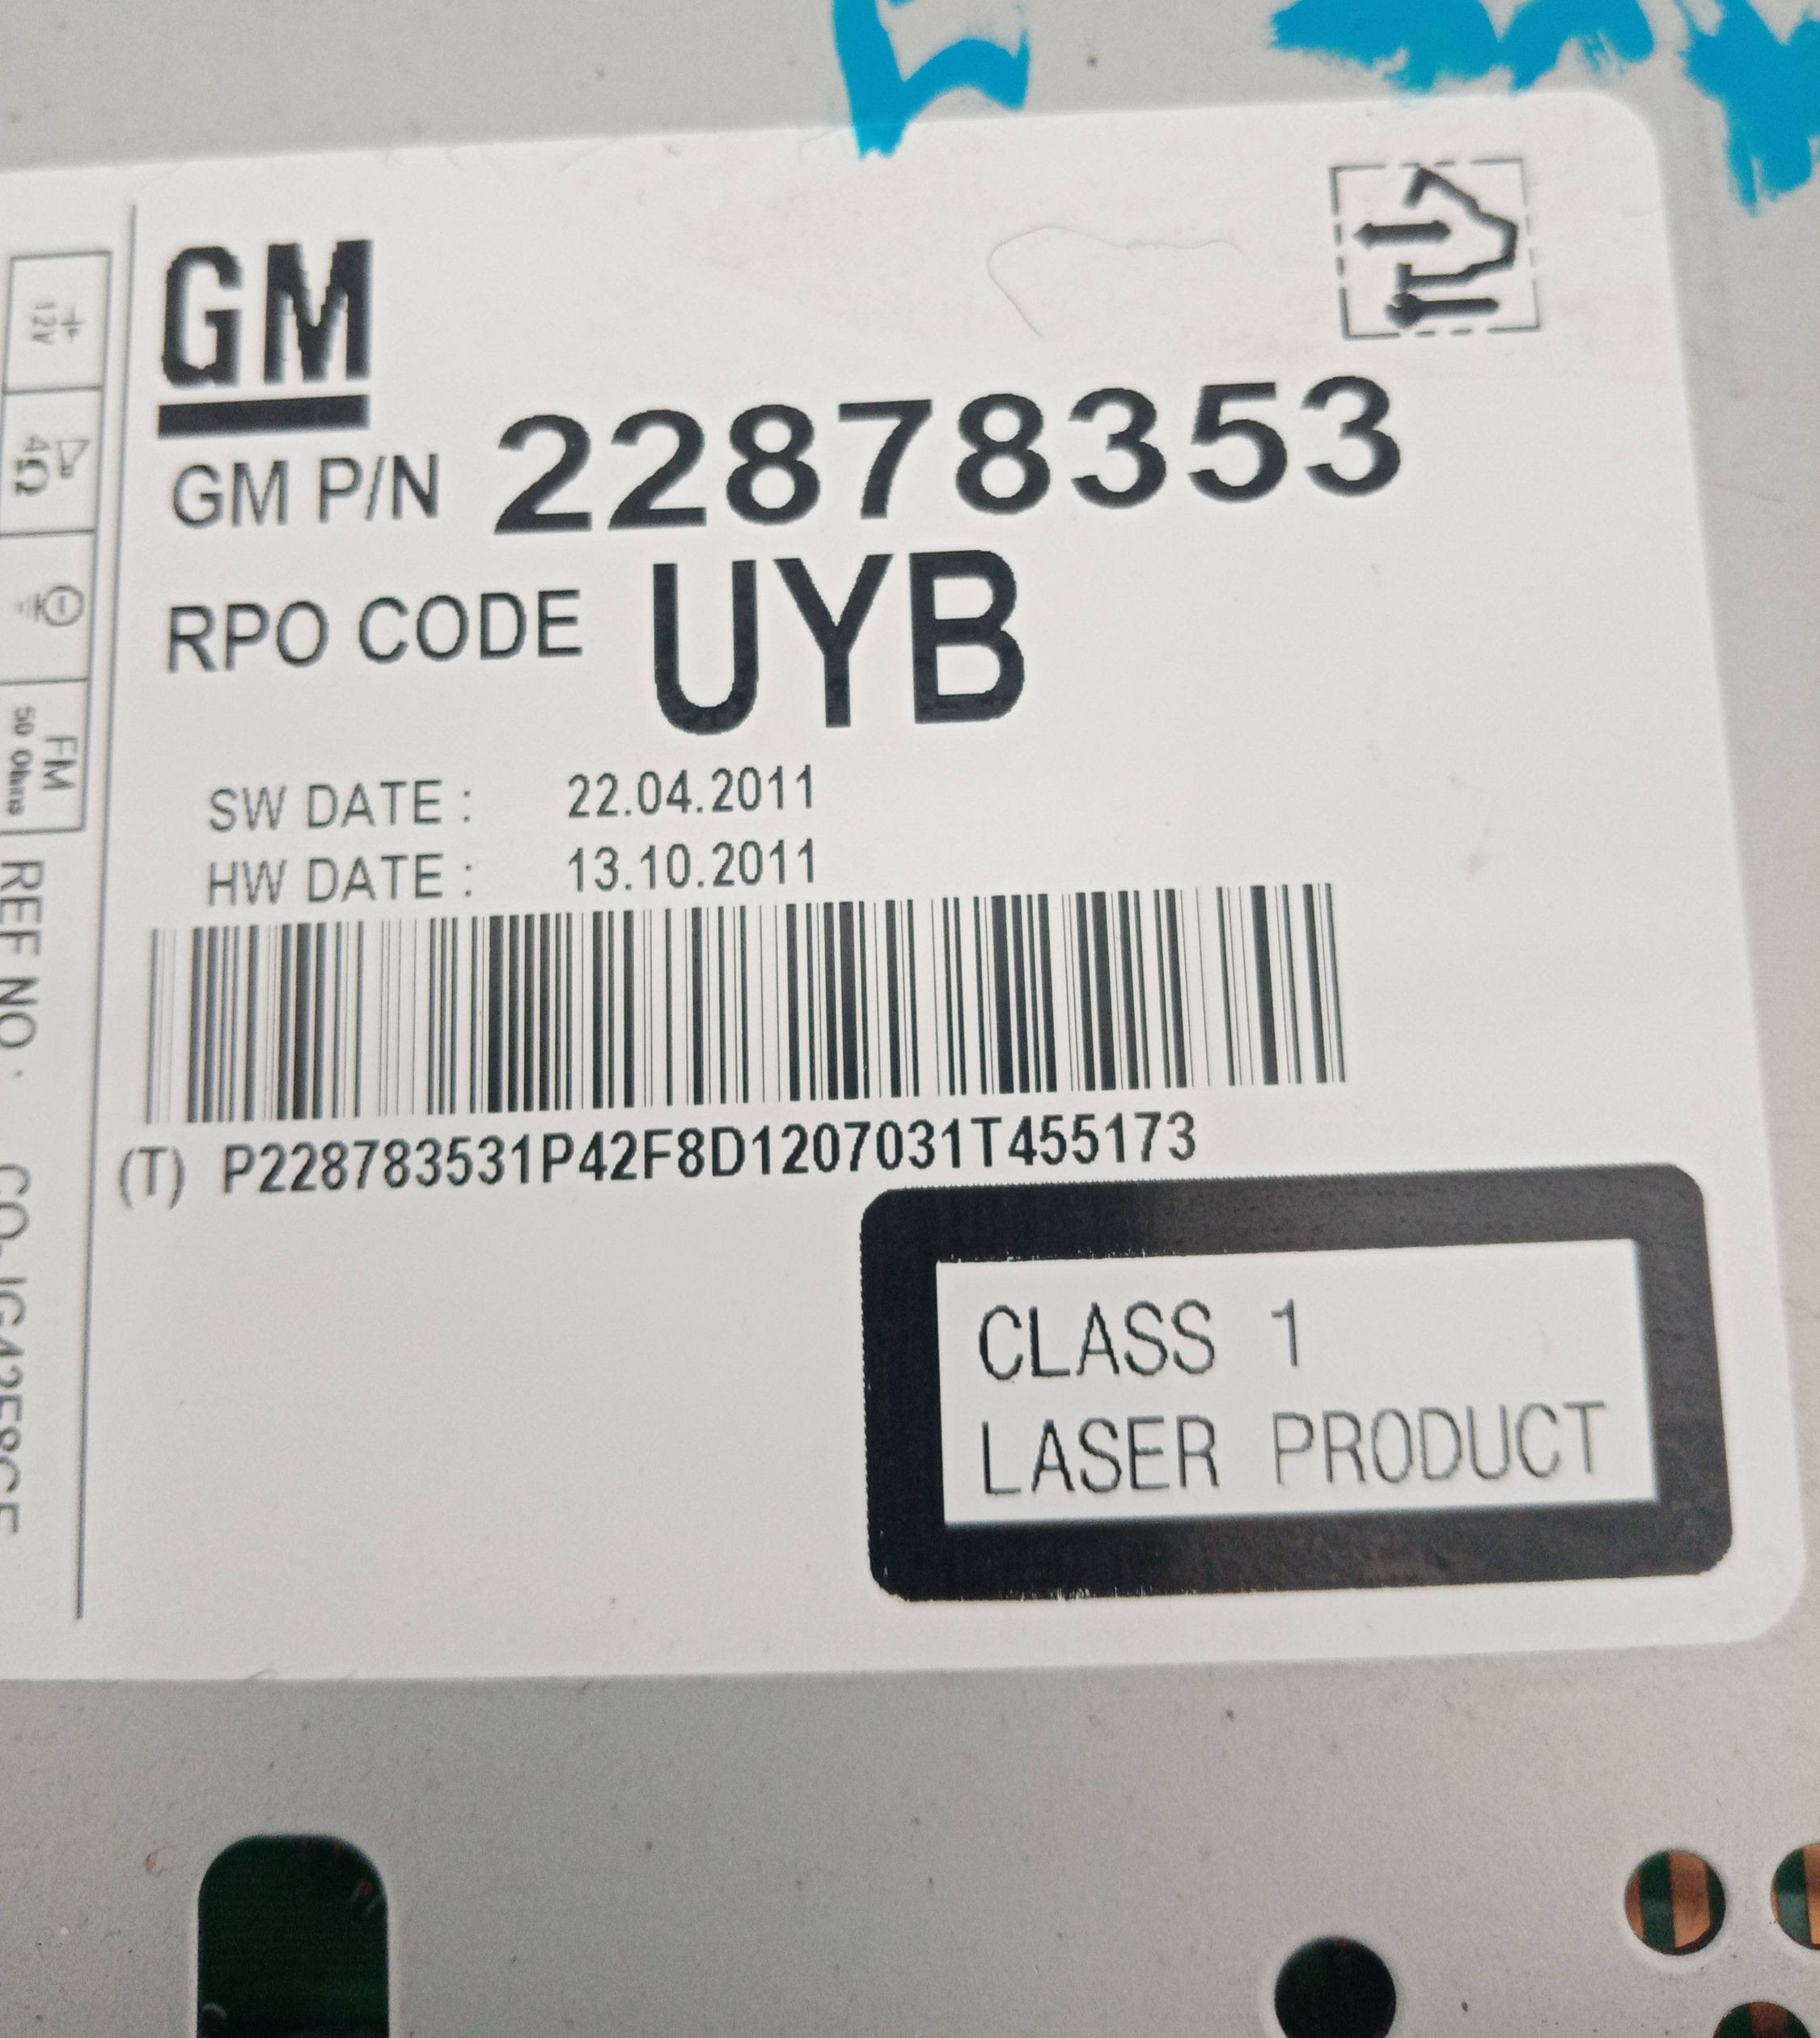 GM
GM P/N 22878353
RPO CODE UYB
SW DATE : 22.04.2011
HW DATE : 13.10.2011
(T) P228783531P42F8D1207031T455173
CLASS 1
LASER PRODUCT
12V
4Ω
FM
50 Ohms
REF NO :